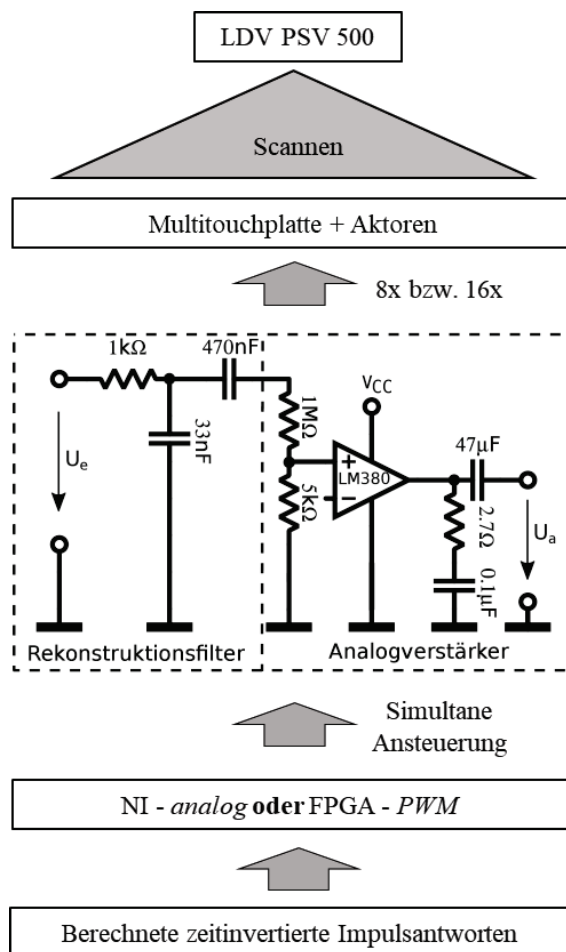 LDV PSV 500
Scannen
Multitouchplatte + Aktoren
8x bzw. 16x
1kΩ
470nF
33nF
Uₑ
1MΩ
5kΩ
VCC
+
−
LM380
47µF
2.7Ω
0.1µF
Uₐ
Rekonstruktionsfilter
Analogverstärker
Simultane
Ansteuerung
NI - analog oder FPGA - PWM
Berechnete zeitinvertierte Impulsantworten